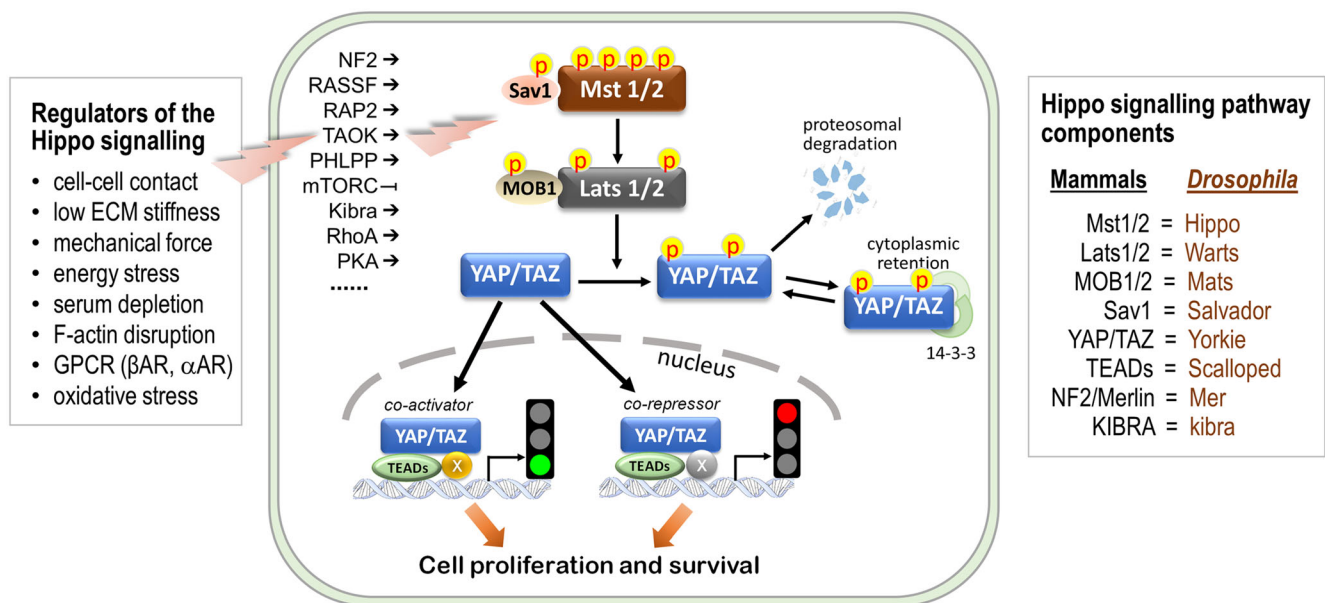 Regulators of the
Hippo signalling
• cell-cell contact
• low ECM stiffness
• mechanical force
• energy stress
• serum depletion
• F-actin disruption
• GPCR (βAR, αAR)
• oxidative stress
NF2 →
RASSF →
RAP2 →
TAOK →
PHLPP →
mTORC ⊣
Kibra →
RhoA →
PKA →
......
p
p p p p
Sav1
Mst 1/2
p
p p
MOB1
Lats 1/2
YAP/TAZ
p p
YAP/TAZ
proteosomal
degradation
cytoplasmic
retention
p p
YAP/TAZ
14-3-3
nucleus
co-activator
YAP/TAZ
TEADs
X
co-repressor
YAP/TAZ
TEADs
X
Cell proliferation and survival
Hippo signalling pathway
components
Mammals Drosophila
Mst1/2 = Hippo
Lats1/2 = Warts
MOB1/2 = Mats
Sav1 = Salvador
YAP/TAZ = Yorkie
TEADs = Scalloped
NF2/Merlin = Mer
KIBRA = kibra